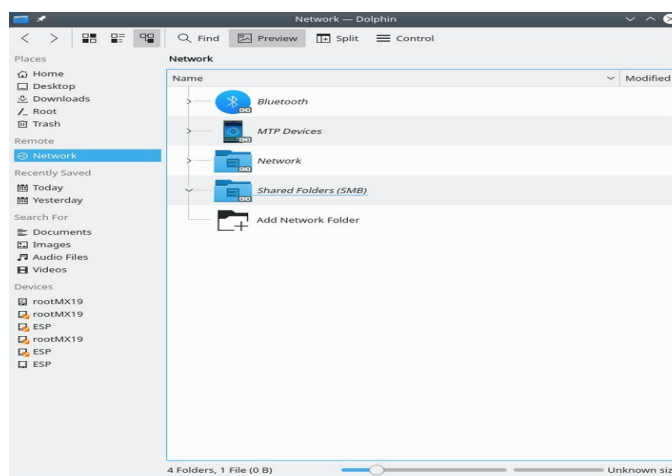 Network — Dolphin
Find Preview Split Control
Places
Home
Desktop
Downloads
Root
Trash
Remote
Network
Recently Saved
Today
Yesterday
Search For
Documents
Images
Audio Files
Videos
Devices
rootMX19
rootMX19
ESP
rootMX19
ESP
ESP
Network
Name Modified
Bluetooth
MTP Devices
Network
Shared Folders (SMB)
Add Network Folder
4 Folders, 1 File (0 B) Unknown siz